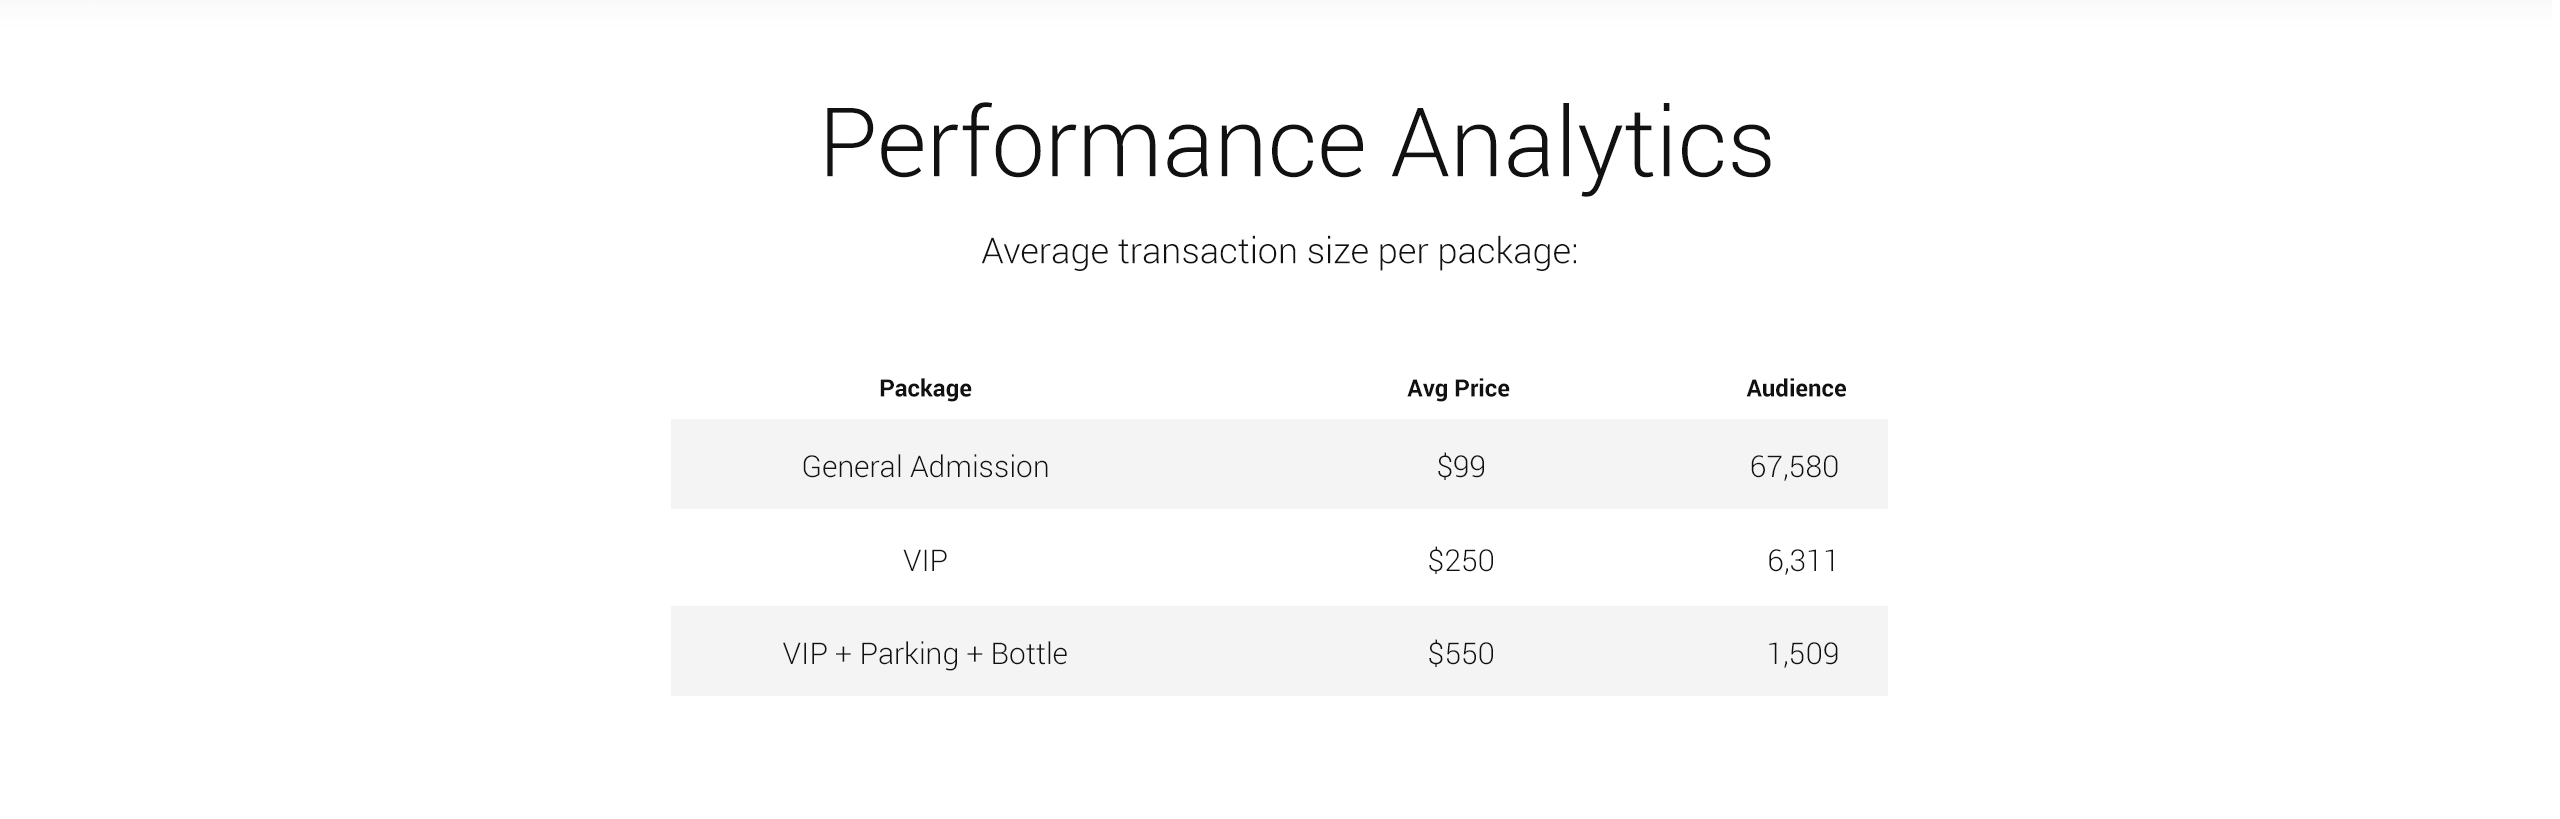 Performance Analytics
Average transaction size per package:
Package Avg Price Audience
General Admission $99 67,580
VIP $250 6,311
VIP + Parking + Bottle $550 1,509